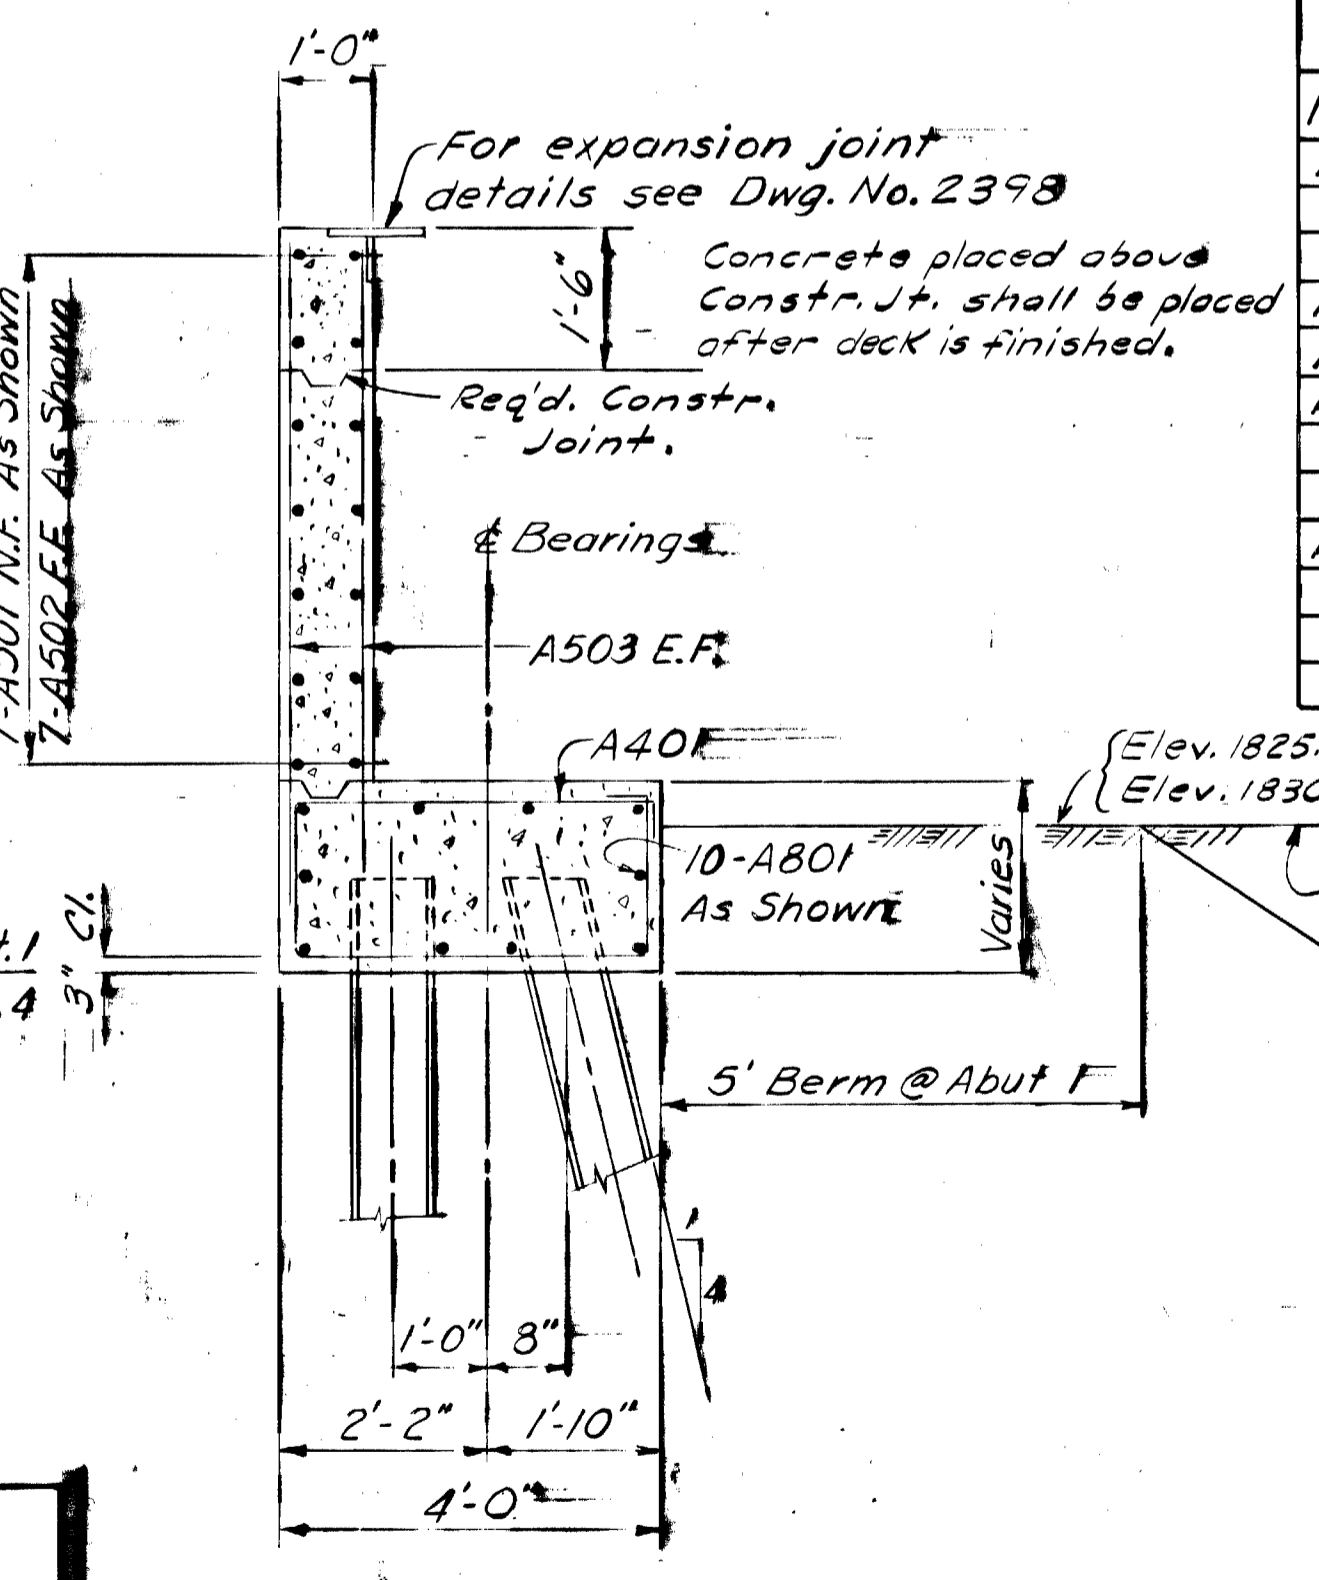 1'-0"
For expansion joint
details see Dwg. No. 2398
Concrete placed above
Constr. Jt. shall be placed
after deck is finished.
1'-6"
Req'd. Constr.
Joint.
N.F. As Shown
7-A502 F.F. As Shown
℄ Bearings
A503 E.F.
A401
Elev. 1825.
Elev. 1830
10-A801
As Shown
Varies
3" Cl.
4
5' Berm @ Abut
1
4
1'-0"
8"
2'-2"
1'-10"
4'-0"